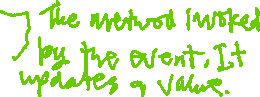 The method invoked
by the event, It
updates a value.